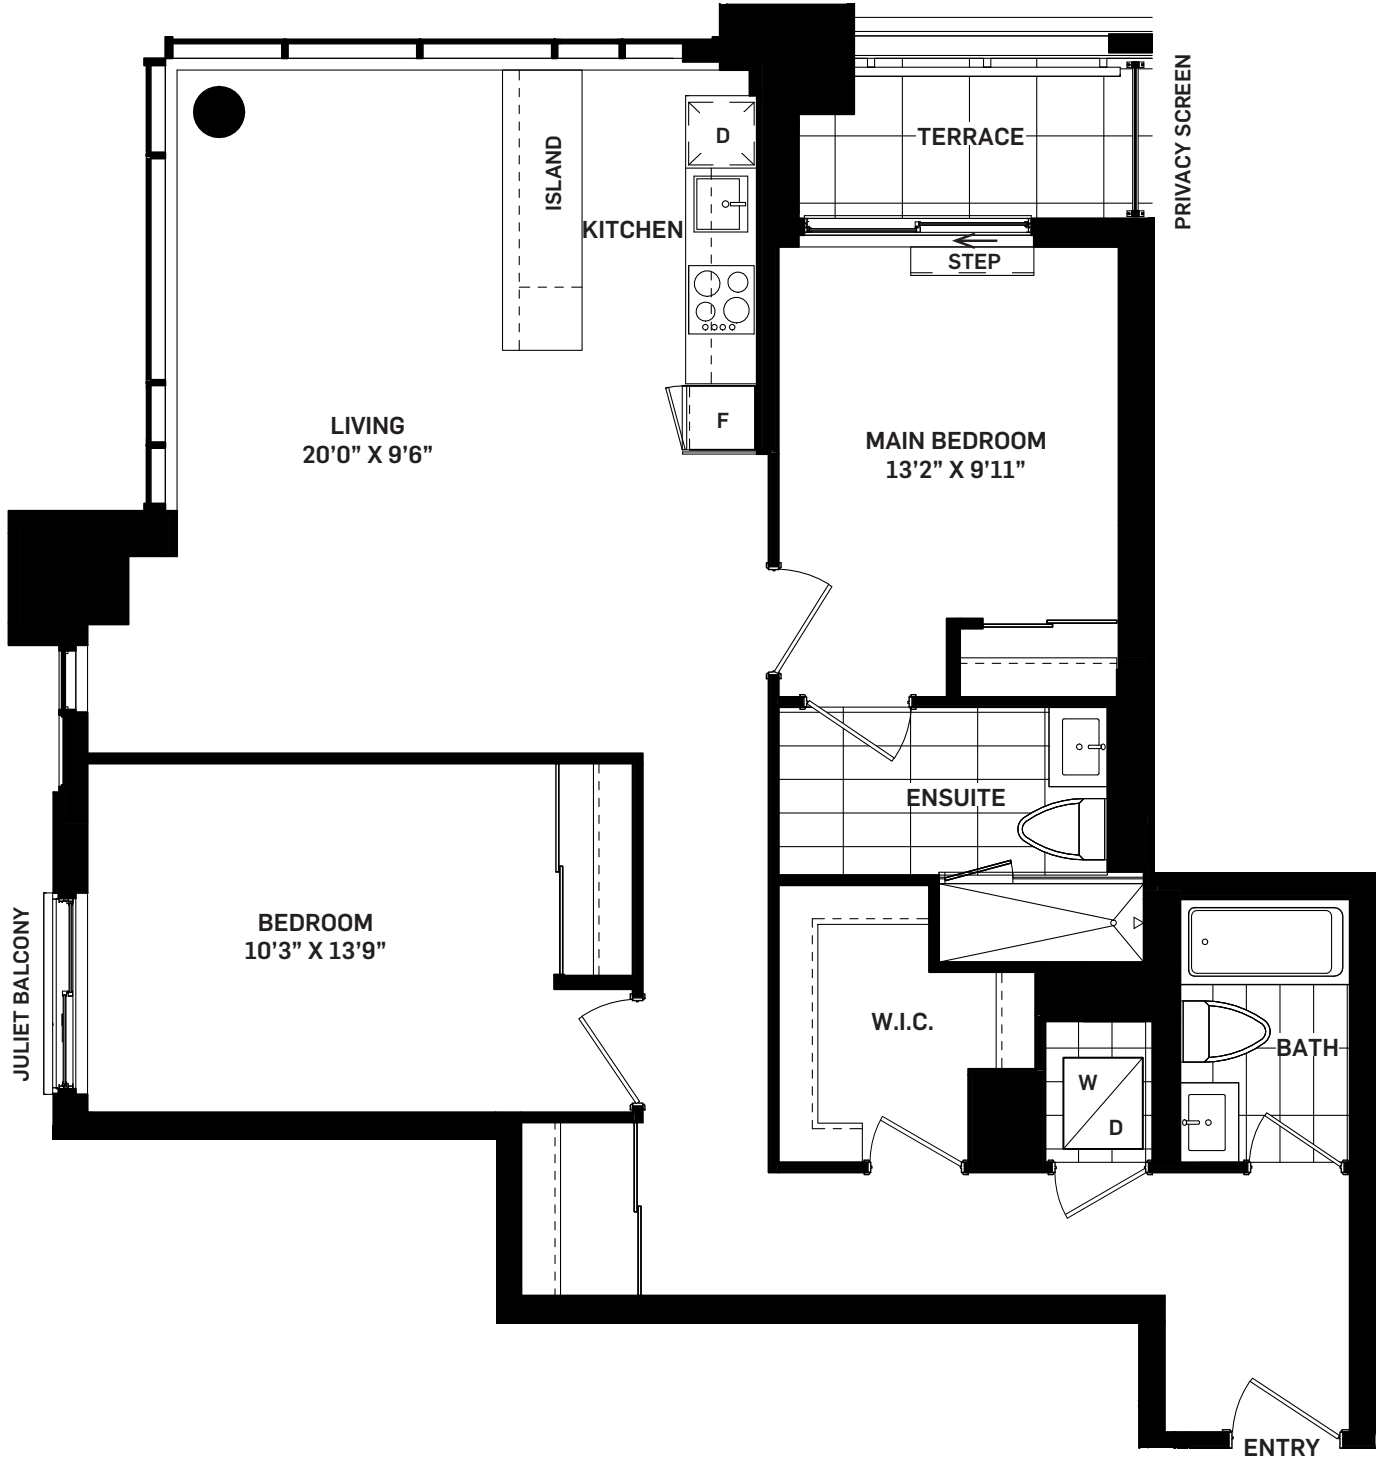 D
TERRACE
PRIVACY SCREEN
ISLAND
KITCHEN
STEP
LIVING
20’0” X 9’6”
F
MAIN BEDROOM
13’2” X 9’11”
ENSUITE
BEDROOM
10’3” X 13’9”
JULIET BALCONY
W.I.C.
BATH
W
D
ENTRY